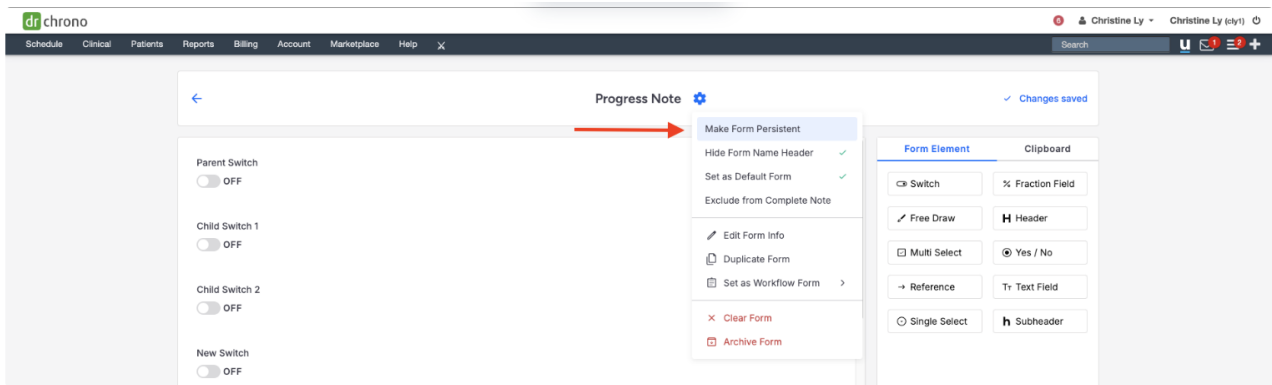 dr chrono
6 Christine Ly Christine Ly (cly1)
Schedule Clinical Patients Reports Billing Account Marketplace Help Search 1 2
Progress Note
Changes saved
Make Form Persistent
Hide Form Name Header
Set as Default Form
Exclude from Complete Note
Edit Form Info
Duplicate Form
Set as Workflow Form
Clear Form
Archive Form
Parent Switch
OFF
Child Switch 1
OFF
Child Switch 2
OFF
New Switch
OFF
Form Element Clipboard
Switch Fraction Field
Free Draw H Header
Multi Select Yes / No
Reference Tт Text Field
Single Select h Subheader